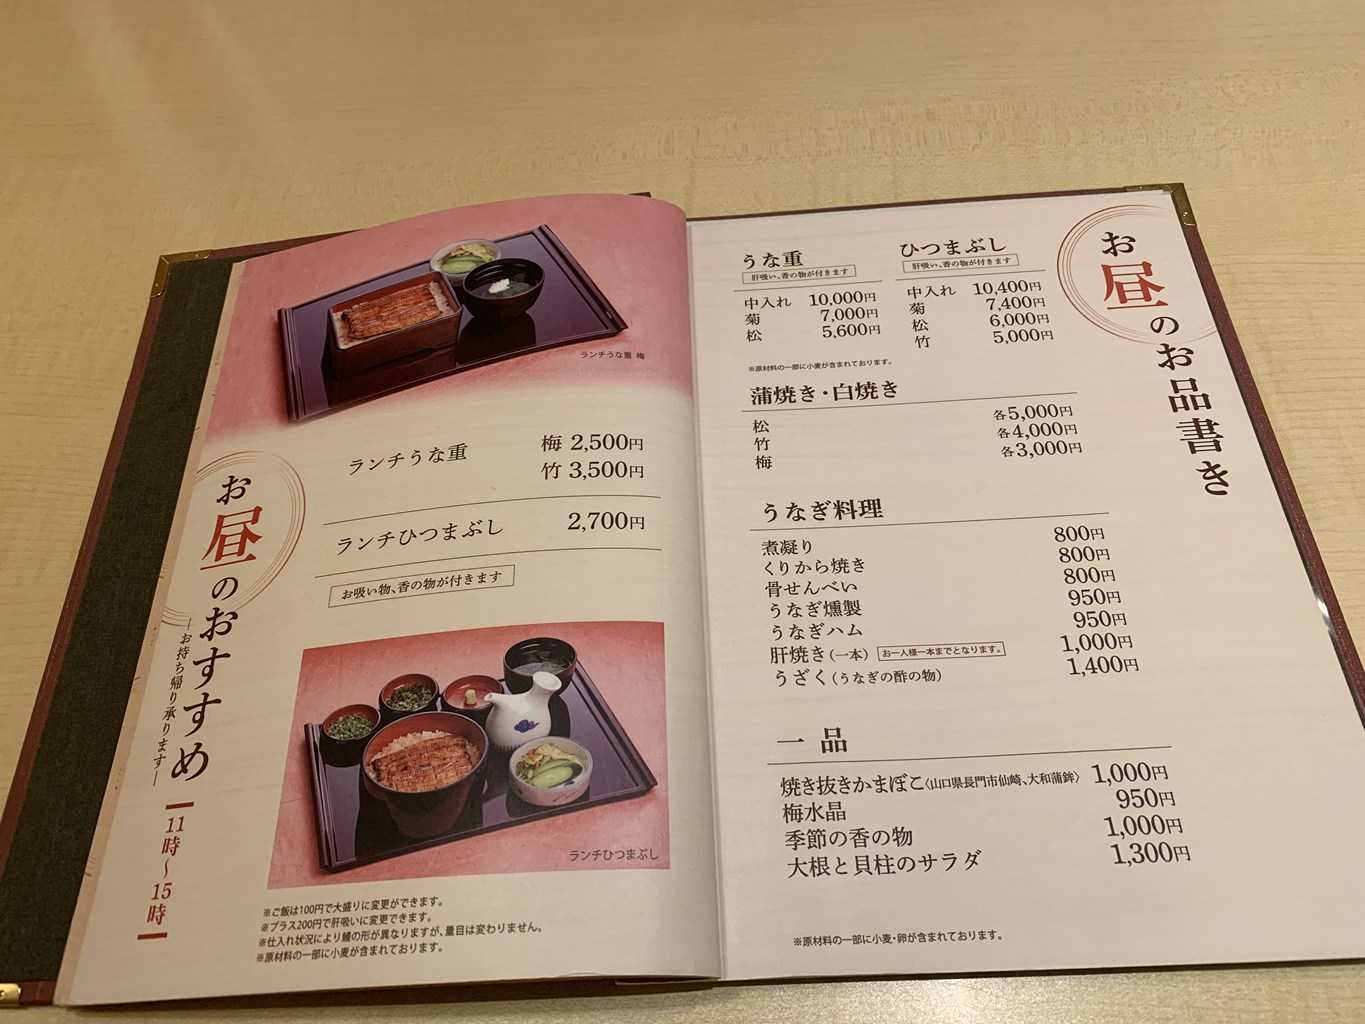 お昼のおすすめ
―お持ち帰り承ります―
11時～15時
ランチうな重 梅
ランチうな重
梅 2,500円
竹 3,500円
ランチひつまぶし 2,700円
お吸い物、香の物が付きます
ランチひつまぶし
※ご飯は100円で大盛りに変更ができます。
※プラス200円で肝吸いに変更できます。
※仕入れ状況により鰻の形が異なりますが、量目は変わりません。
※原材料の一部に小麦が含まれております。
お昼のお品書き
うな重
肝吸い、香の物が付きます
中入れ 10,000円
菊 7,000円
松 5,600円
ひつまぶし
肝吸い、香の物が付きます
中入れ 10,400円
菊 7,400円
松 6,000円
竹 5,000円
※原材料の一部に小麦が含まれております。
蒲焼き・白焼き
松 各5,000円
竹 各4,000円
梅 各3,000円
うなぎ料理
煮凝り 800円
くりから焼き 800円
骨せんべい 800円
うなぎ燻製 950円
うなぎハム 950円
肝焼き（一本） お一人様一本までとなります。 1,000円
うざく（うなぎの酢の物） 1,400円
一品
焼き抜きかまぼこ〈山口県長門市仙崎、大和蒲鉾〉 1,000円
梅水晶 950円
季節の香の物 1,000円
大根と貝柱のサラダ 1,300円
※原材料の一部に小麦・卵が含まれております。